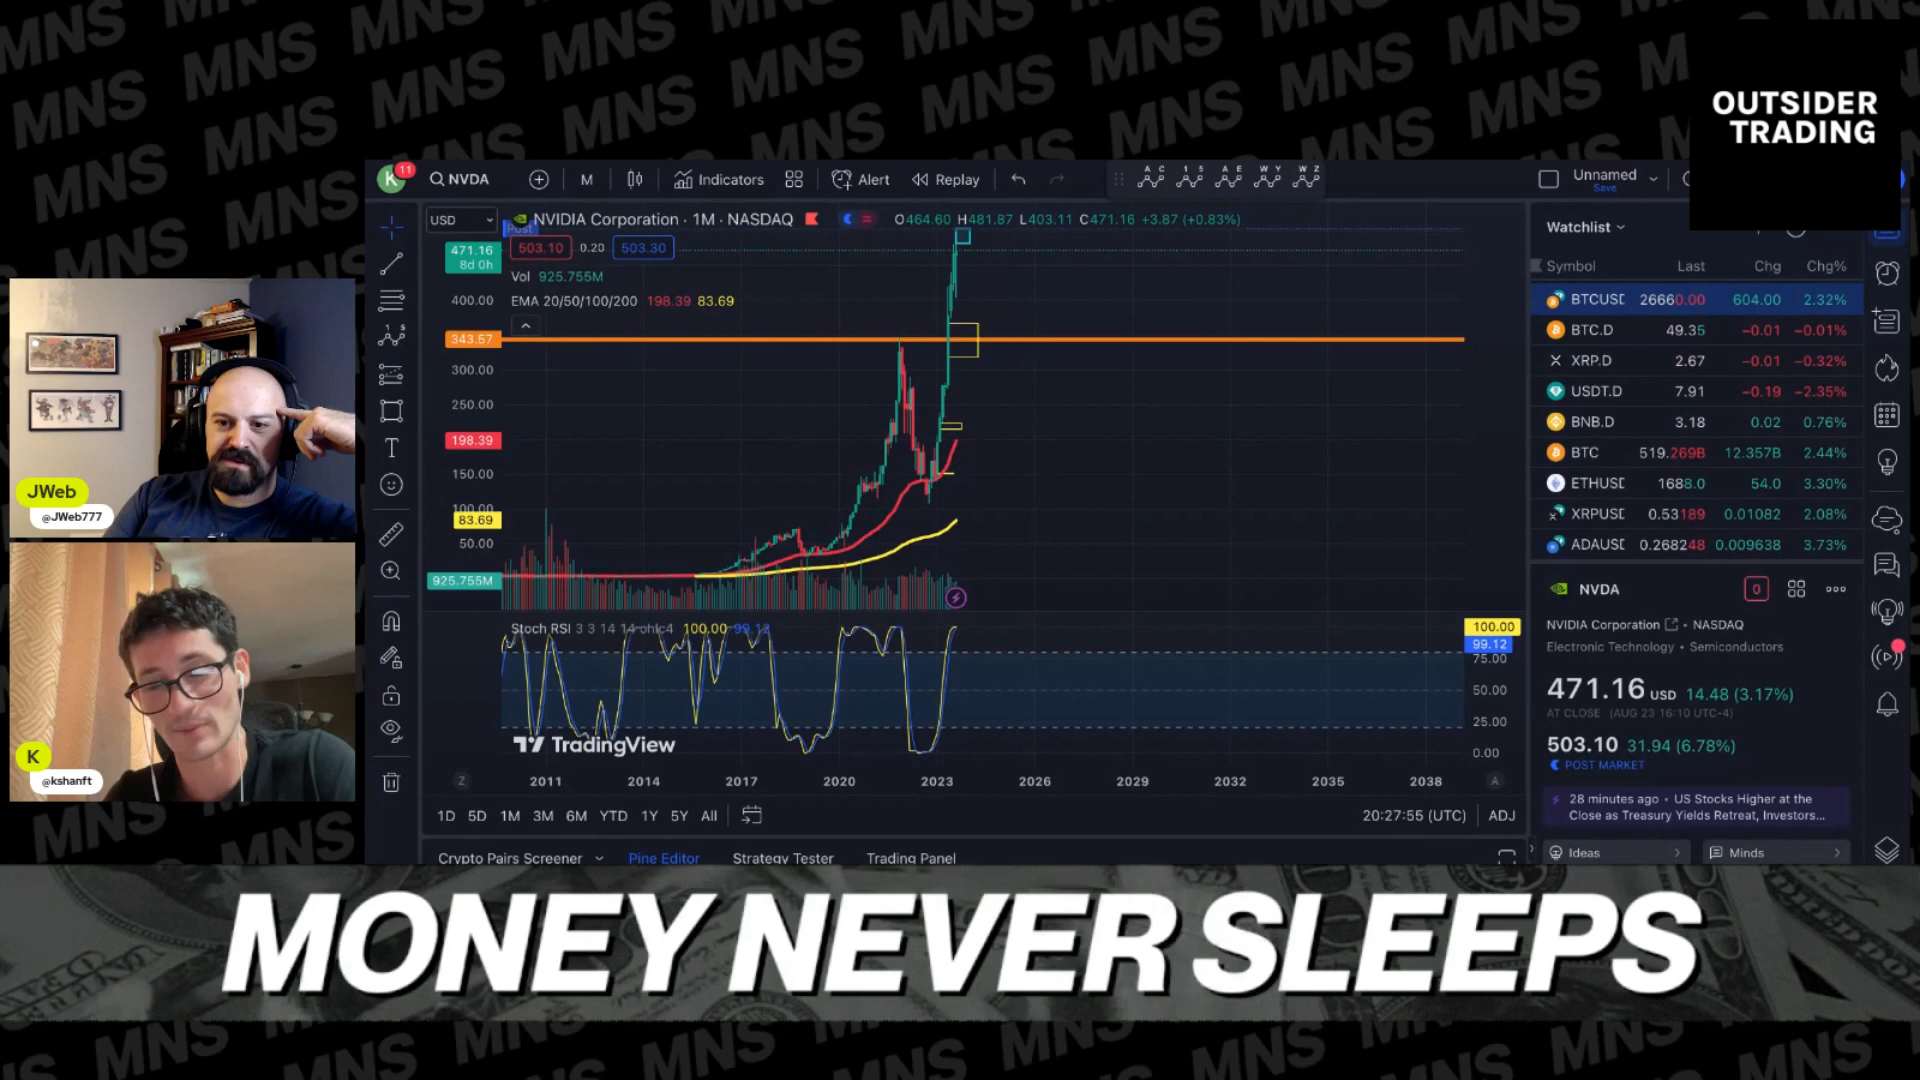 OUTSIDER
TRADING
K 11 NVDA M Indicators Alert Replay A C 1 5 A E W Y W Z Unnamed
Save
USD NVIDIA Corporation · 1M · NASDAQ O464.60 H481.87 L403.11 C471.16 +3.87 (+0.83%)
Post
471.16 503.10 0.20 503.30
8d 0h
Vol 925.755M
400.00 EMA 20/50/100/200 198.39 83.69
343.57
300.00
250.00
198.39
150.00
100.00
83.69
50.00
925.755M
Stoch RSI 3 3 14 14 ohlc4 100.00 99.12
100.00
99.12
75.00
50.00
25.00
0.00
TradingView
Z 2011 2014 2017 2020 2023 2026 2029 2032 2035 2038 A
1D 5D 1M 3M 6M YTD 1Y 5Y All 20:27:55 (UTC) ADJ
Crypto Pairs Screener Pine Editor Strategy Tester Trading Panel
Watchlist
Symbol Last Chg Chg%
BTCUSD 26660.00 604.00 2.32%
BTC.D 49.35 −0.01 −0.01%
XRP.D 2.67 −0.01 −0.32%
USDT.D 7.91 −0.19 −2.35%
BNB.D 3.18 0.02 0.76%
BTC 519.269B 12.357B 2.44%
ETHUSD 1688.0 54.0 3.30%
XRPUSD 0.53189 0.01082 2.08%
ADAUSD 0.268248 0.009638 3.73%
NVDA 0
NVIDIA Corporation • NASDAQ
Electronic Technology • Semiconductors
471.16 USD 14.48 (3.17%)
AT CLOSE (AUG 23 16:10 UTC-4)
503.10 31.94 (6.78%)
POST MARKET
28 minutes ago • US Stocks Higher at the
Close as Treasury Yields Retreat, Investors...
Ideas Minds
JWeb
@JWeb777
K
@kshanft
MONEY NEVER SLEEPS